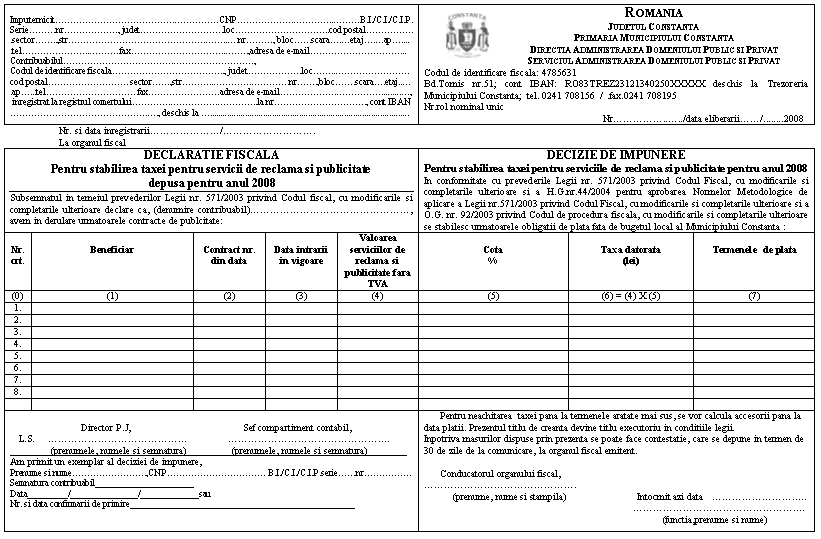 Imputernicit……………………………………CNP……………………………B.I./C.I./C.I.P.
Serie……nr…………………, judet………………………loc…………………………cod postal……………
sector………,str…………………………………………………nr………, bloc……scara……etaj……ap…….
tel………………………………fax………………………………………,adresa de e-mail…………………………
Contribuabilul………………………………………………………,
Codul de identificare fiscala………………………………, judet……………loc…………………………
cod postal……………………sector……,str……………………………nr……, bloc……scara…etaj…..
ap…..tel……………………fax…………………adresa de e-mail…………………………………,
inregistrat la registrul comertului………………………………la nr……………………, cont IBAN
……………………………, deschis la ………………………………………………………
ROMANIA
JUDETUL CONSTANTA
PRIMARIA MUNICIPIULUI CONSTANTA
DIRECTIA ADMINISTRAREA DOMENIULUI PUBLIC SI PRIVAT
SERVICIUL ADMINISTRAREA DOMENIULUI PUBLIC SI PRIVAT
CONSTANTA
Codul de identificare fiscala: 4785631
Bd.Tomis nr.51; cont IBAN: RO83TREZ23121340250XXXXX deschis la Trezoreria
Municipiului Constanta; tel. 0241 708156 / .fax.0241 708195
Nr.rol nominal unic
Nr…………………../data eliberarii……/……..2008
Nr. si data inregistrarii…………………/………………………
La organul fiscal
DECLARATIE FISCALA
Pentru stabilirea taxei pentru servicii de reclama si publicitate
depusa pentru anul 2008
Subsemnatul in temeiul prevederilor Legii nr. 571/2003 privind Codul fiscal, cu modificarile si
completarile ulterioare declare ca, (denumire contribuabil)…………………………………………,
avem in derulare urmatoarele contracte de publicitate:
DECIZIE DE IMPUNERE
Pentru stabilirea taxei pentru serviciile de reclama si publicitate pentru anul 2008
In conformitate cu prevederile Legii nr. 571/2003 privind Codul Fiscal, cu modificarile si
completarile ulterioare si a H.G.nr.44/2004 pentru aprobarea Normelor Metodologice de
aplicare a Legii nr.571/2003 privind Codul Fiscal, cu modificarile si completarile ulterioare si a
O.G. nr. 92/2003 privind Codul de procedura fiscala, cu modificarile si completarile ulterioare
se stabilesc urmatoarele obligatii de plata fata de bugetul local al Municipiului Constanta :
Nr. crt. Beneficiar Contract nr. din data Data intrarii in vigoare Valoarea serviciilor de reclama si publicitate fara TVA Cota % Taxa datorata (lei) Termenele de plata
(0) (1) (2) (3) (4) (5) (6) = (4) X (5) (7)
1.
2.
3.
4.
5.
6.
7.
8.
Director P.J, Sef compartiment contabil,
L.S. ………………………………… …………………………………
(prenumele, numele si semnatura) (prenumele, numele si semnatura)
Am primit un exemplar al deciziei de impunere,
Prenume si nume……………………,CNP………………………… B.I./C.I./C.I.P serie……nr……………
Semnatura contribuabil____________________
Data________/______________/____________sau
Nr. si data confirmarii de primire____________________________________________
Pentru neachitarea taxei pana la termenele aratate mai sus, se vor calcula accesorii pana la
data platii. Prezentul titlu de creanta devine titlu executoriu in conditiile legii.
Inpotriva masurilor dispuse prin prezenta se poate face contestatie, care se depune in termen de
30 de zile de la comunicare, la organul fiscal emitent.
Conducatorul organului fiscal,
…………………………………………
(prenume, nume si stampila)
Intocmit azi data …………………………
………………………………………………
(functia,prenume si nume)